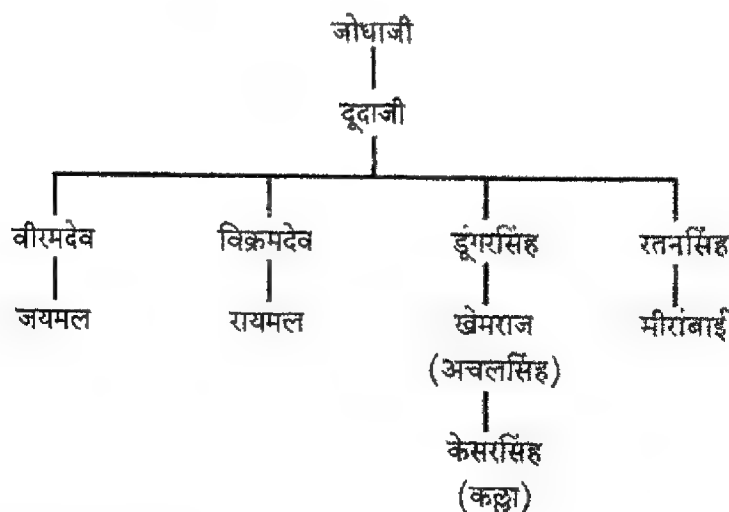 जोधाजी
दूदाजी
वीरमदेव विक्रमदेव डूंगरसिंह रतनसिंह
जयमल रायमल खेमराज मीरांबाई
(अचलसिंह)
केसरसिंह
(कल्ला)